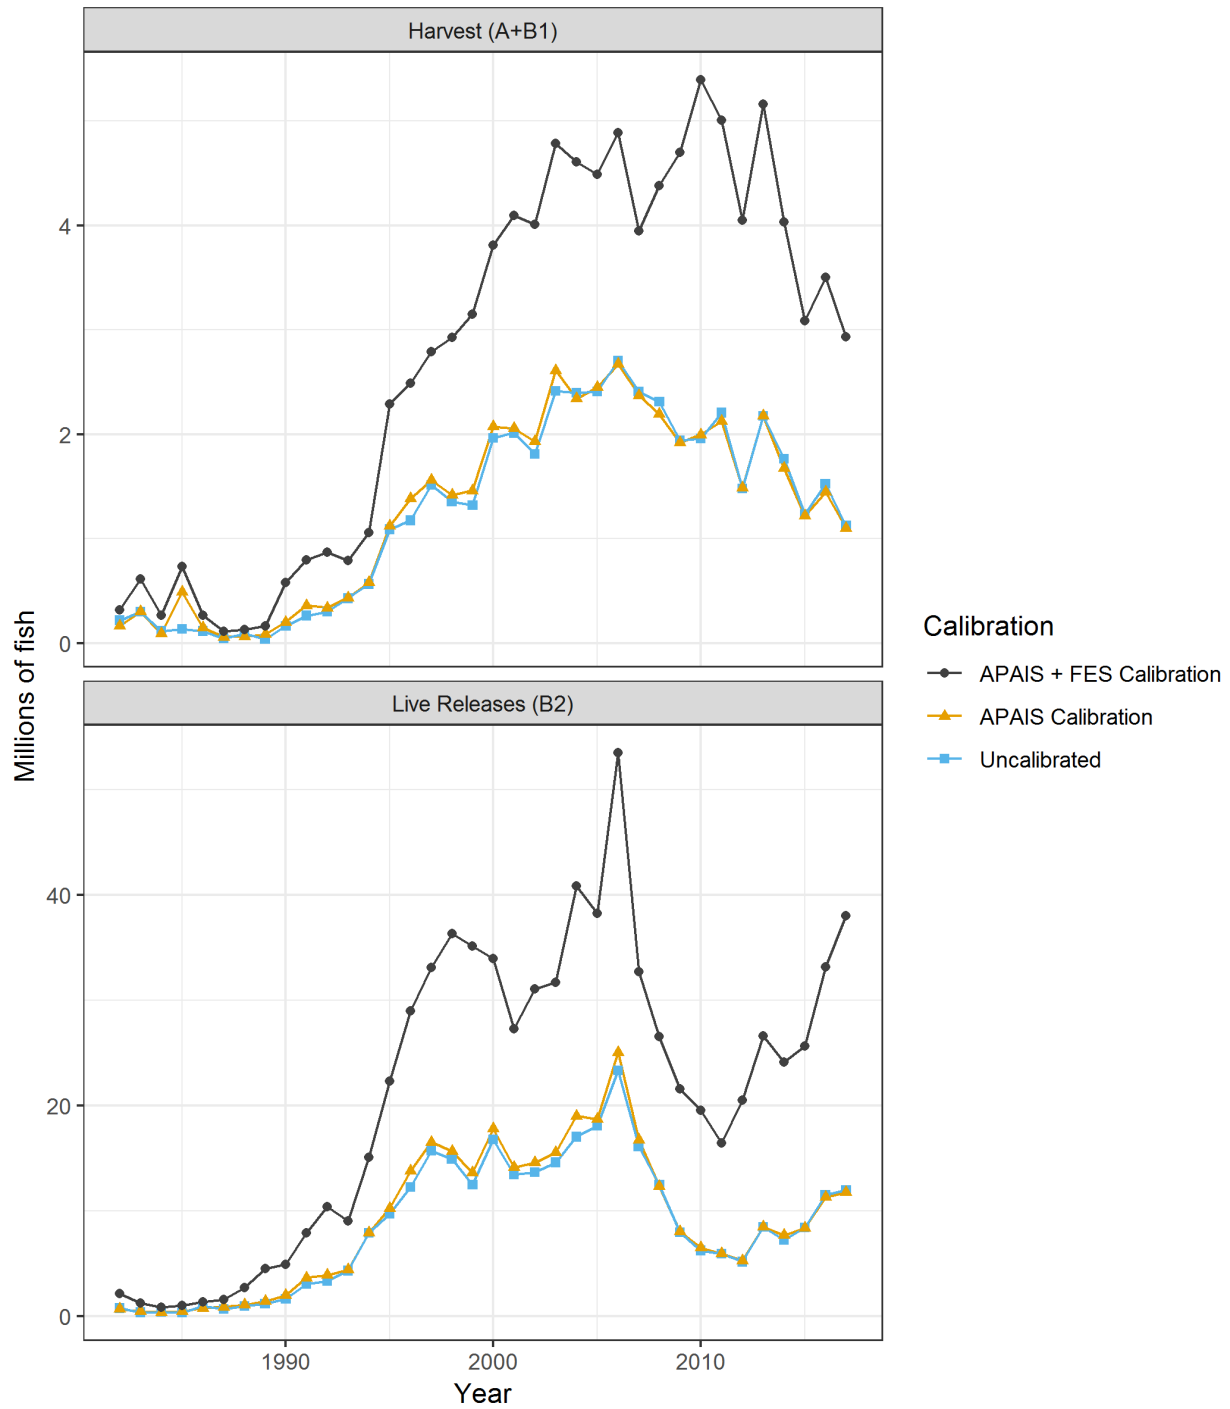 Harvest (A+B1)
4
2
0
Millions of fish
Live Releases (B2)
40
20
0
1990 2000 2010
Year
Calibration
APAIS + FES Calibration
APAIS Calibration
Uncalibrated